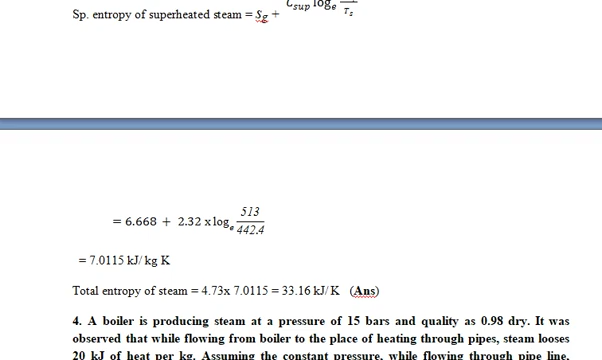 Sp. entropy of superheated steam = Sg + Csup loge Ts
= 6.668 + 2.32 x loge 513/442.4
= 7.0115 kJ/ kg K
Total entropy of steam = 4.73x 7.0115 = 33.16 kJ/ K (Ans)
4. A boiler is producing steam at a pressure of 15 bars and quality as 0.98 dry. It was
observed that while flowing from boiler to the place of heating through pipes, steam looses
20 kJ of heat per kg. Assuming the constant pressure, while flowing through pipe line,